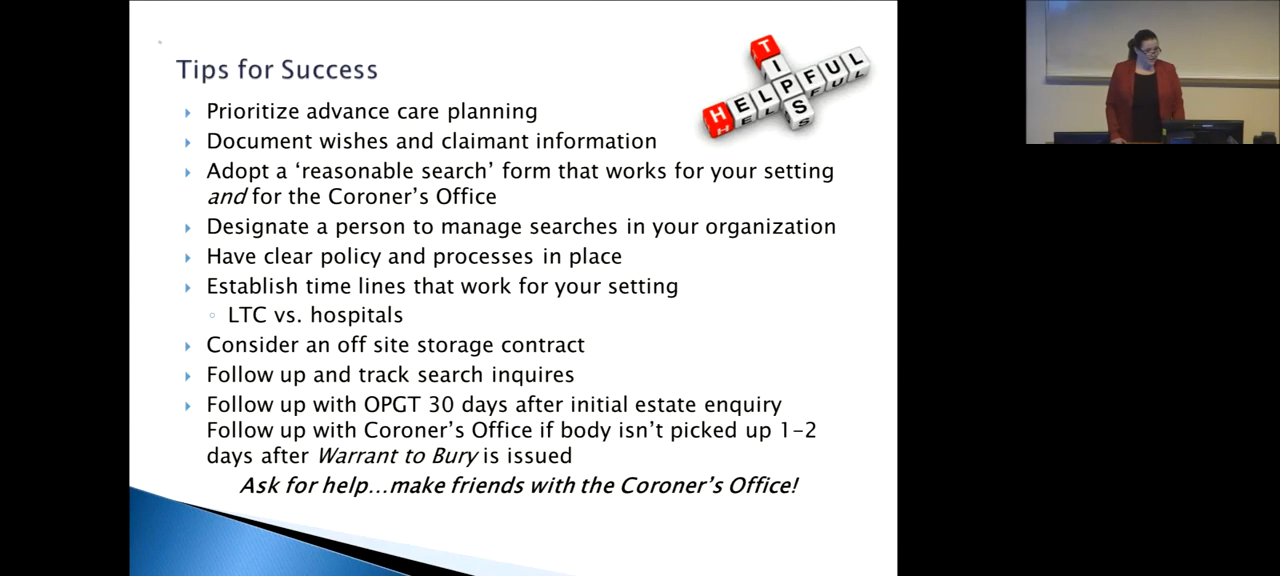 Tips for Success
HELPFUL
TIPS
Prioritize advance care planning
Document wishes and claimant information
Adopt a ‘reasonable search’ form that works for your setting
and for the Coroner’s Office
Designate a person to manage searches in your organization
Have clear policy and processes in place
Establish time lines that work for your setting
LTC vs. hospitals
Consider an off site storage contract
Follow up and track search inquires
Follow up with OPGT 30 days after initial estate enquiry
Follow up with Coroner’s Office if body isn’t picked up 1-2
days after Warrant to Bury is issued
Ask for help…make friends with the Coroner’s Office!